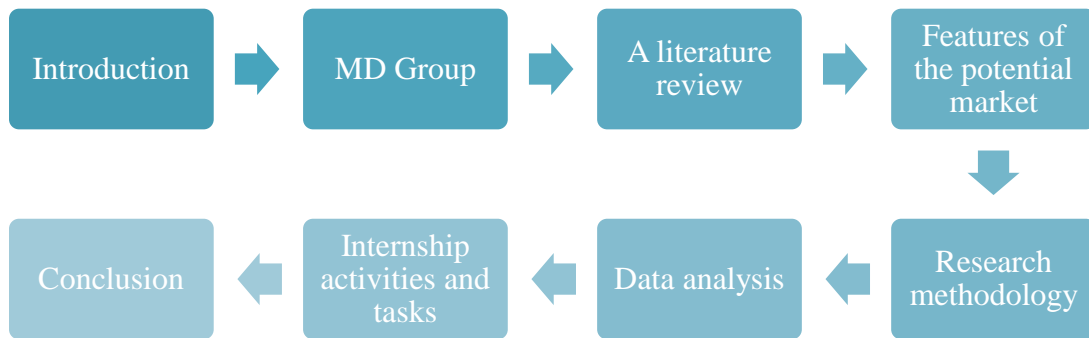 Introduction
MD Group
A literature
review
Features of
the potential
market
Research
methodology
Data analysis
Internship
activities and
tasks
Conclusion